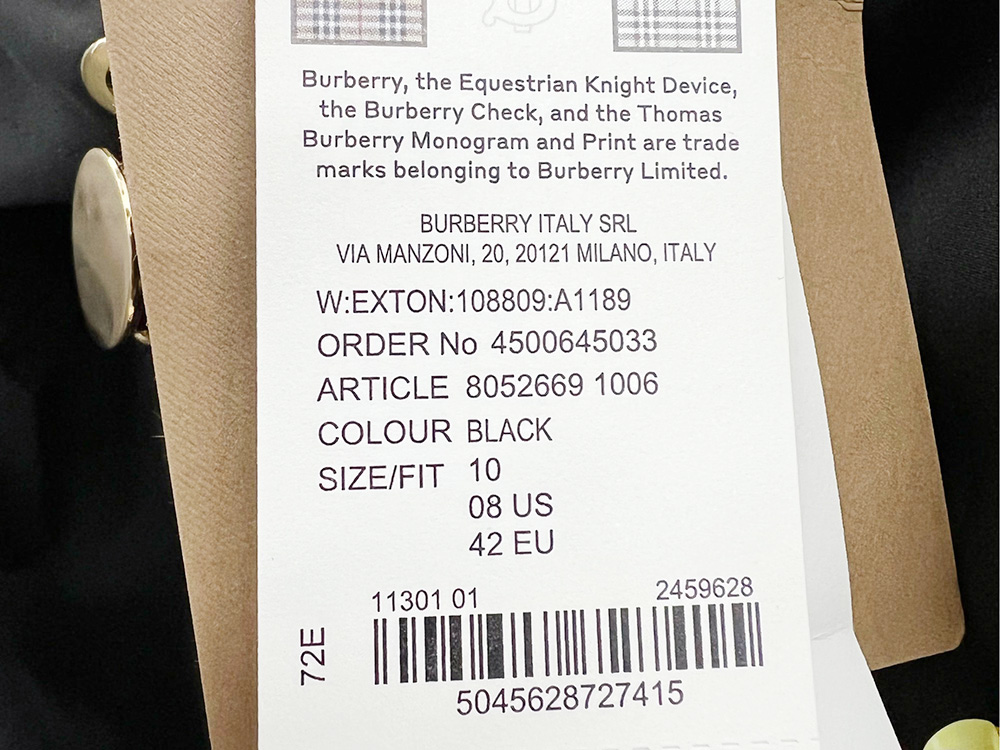 Burberry, the Equestrian Knight Device,
the Burberry Check, and the Thomas
Burberry Monogram and Print are trade
marks belonging to Burberry Limited.
BURBERRY ITALY SRL
VIA MANZONI, 20, 20121 MILANO, ITALY
W:EXTON:108809:A1189
ORDER No 4500645033
ARTICLE 8052669 1006
COLOUR BLACK
SIZE/FIT 10
08 US
42 EU
11301 01 2459628
72E
5045628727415